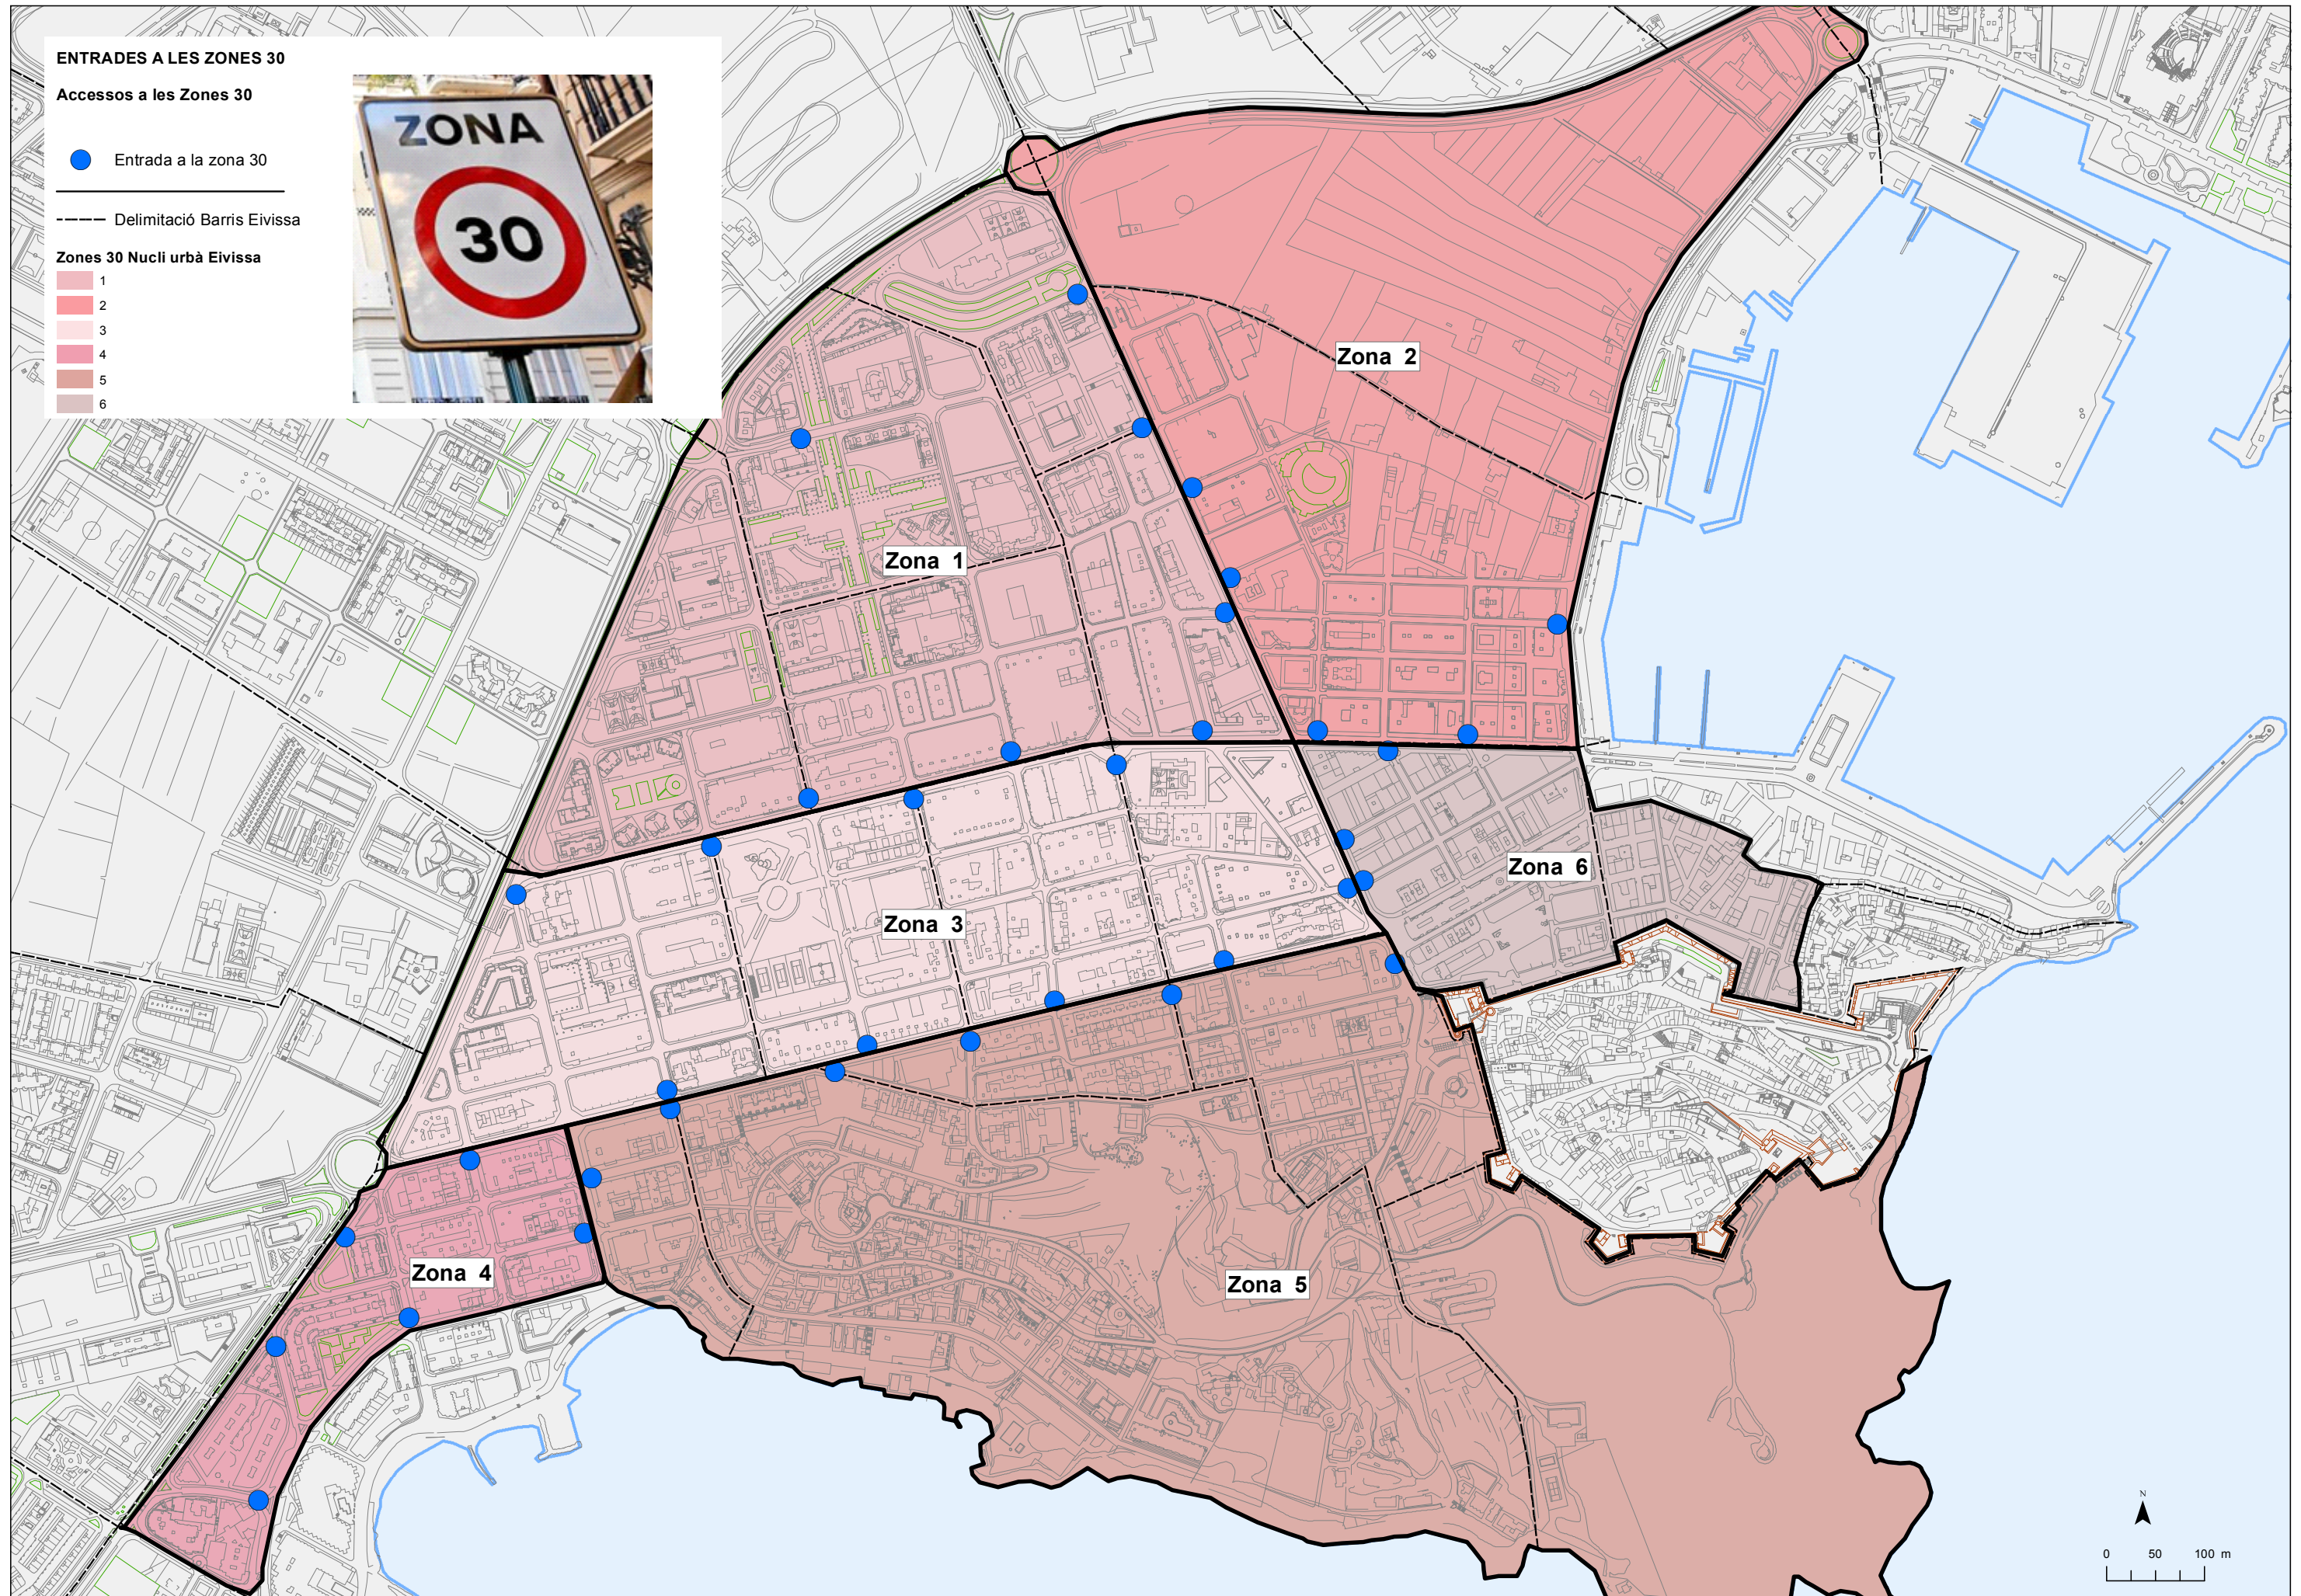 ENTRADES A LES ZONES 30
Accessos a les Zones 30
Entrada a la zona 30
Delimitació Barris Eivissa
Zones 30 Nucli urbà Eivissa
1
2
3
4
5
6
ZONA
30
Zona 2
Zona 1
Zona 6
Zona 3
Zona 4
Zona 5
N
0 50 100 m